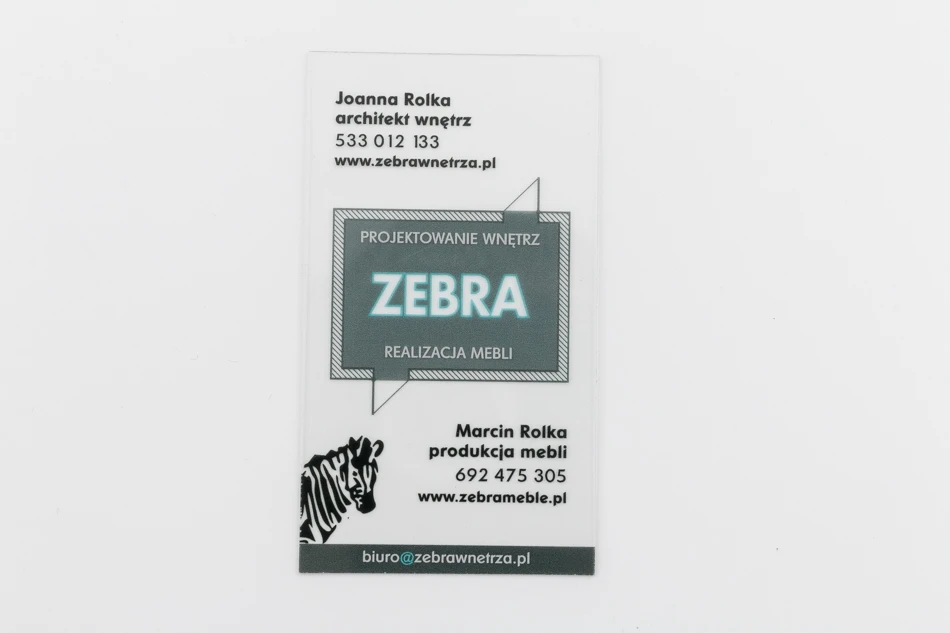 Joanna Rolka
architekt wnętrz
533 012 133
www.zebrawnetrza.pl
PROJEKTOWANIE WNĘTRZ
ZEBRA
REALIZACJA MEBLI
Marcin Rolka
produkcja mebli
692 475 305
www.zebrameble.pl
biuro@zebrawnetrza.pl